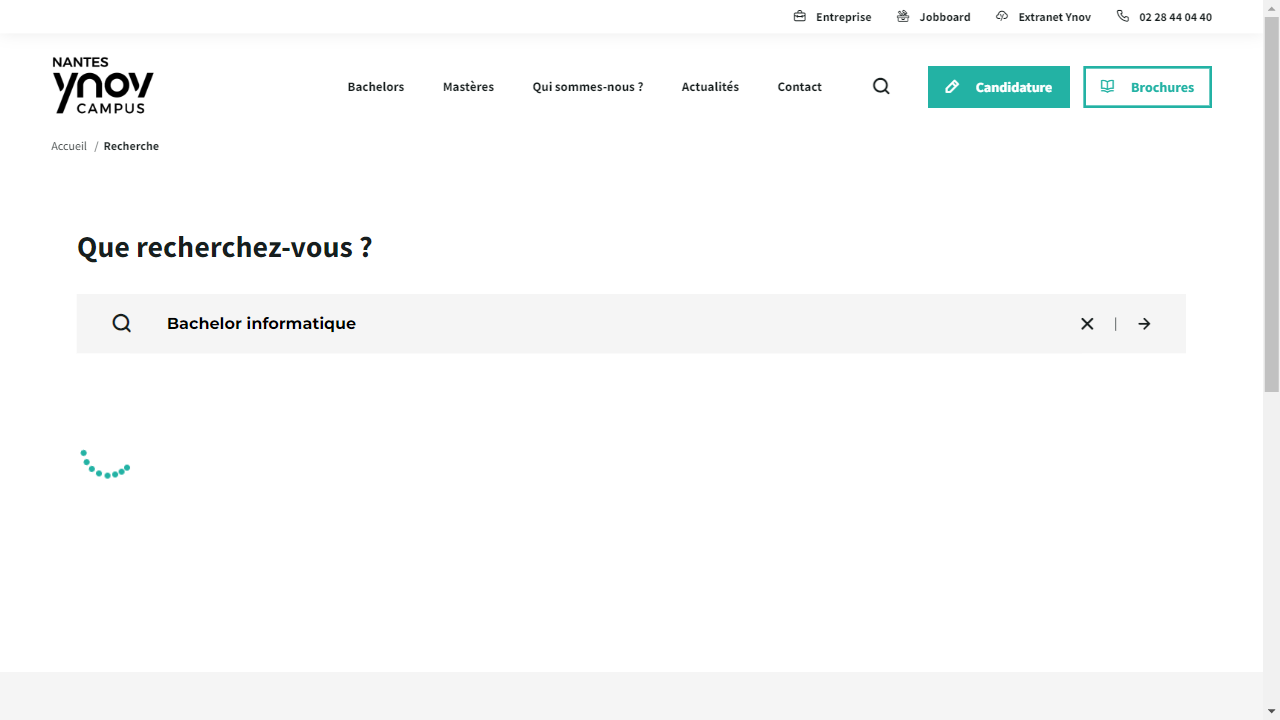 Entreprise Jobboard Extranet Ynov 02 28 44 04 40
NANTES
ynov
CAMPUS
Bachelors Mastères Qui sommes-nous ? Actualités Contact Candidature Brochures
Accueil / Recherche
Que recherchez-vous ?
Bachelor informatique